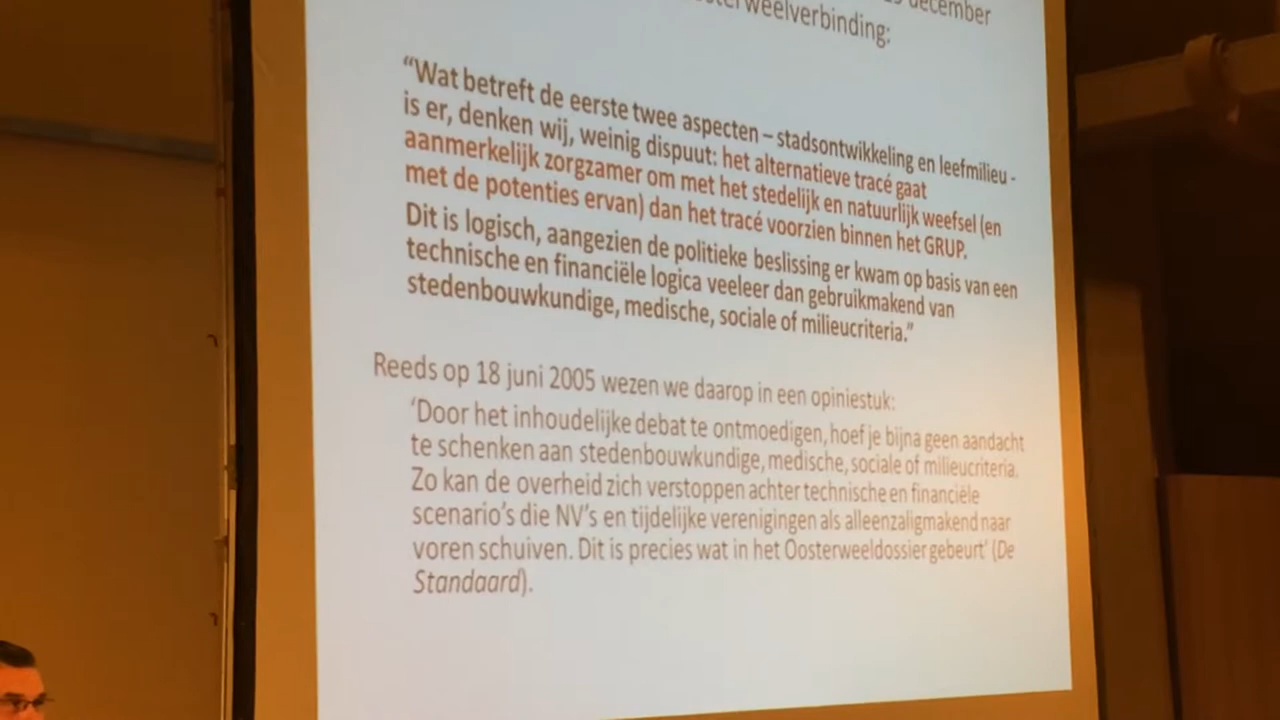 december
weelverbinding:
“Wat betreft de eerste twee aspecten – stadsontwikkeling en leefmilieu -
is er, denken wij, weinig dispuut: het alternatieve tracé gaat
aanmerkelijk zorgzamer om met het stedelijk en natuurlijk weefsel (en
met de potenties ervan) dan het tracé voorzien binnen het GRUP.
Dit is logisch, aangezien de politieke beslissing er kwam op basis van een
technische en financiële logica veeleer dan gebruikmakend van
stedenbouwkundige, medische, sociale of milieucriteria.”
Reeds op 18 juni 2005 wezen we daarop in een opiniestuk:
‘Door het inhoudelijke debat te ontmoedigen, hoef je bijna geen aandacht
te schenken aan stedenbouwkundige, medische, sociale of milieucriteria.
Zo kan de overheid zich verstoppen achter technische en financiële
scenario’s die NV’s en tijdelijke verenigingen als alleenzaligmakend naar
voren schuiven. Dit is precies wat in het Oosterweeldossier gebeurt’ (De
Standaard).